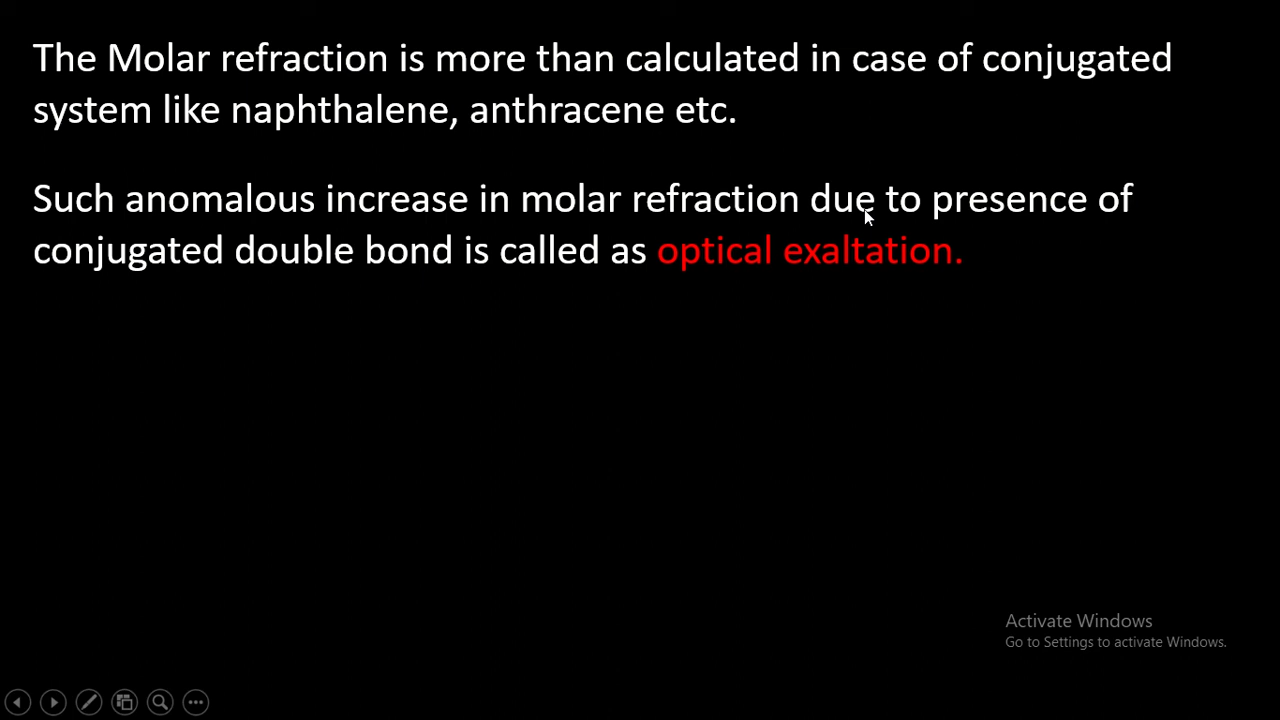 The Molar refraction is more than calculated in case of conjugated
system like naphthalene, anthracene etc.
Such anomalous increase in molar refraction due to presence of
conjugated double bond is called as optical exaltation.
Activate Windows
Go to Settings to activate Windows.